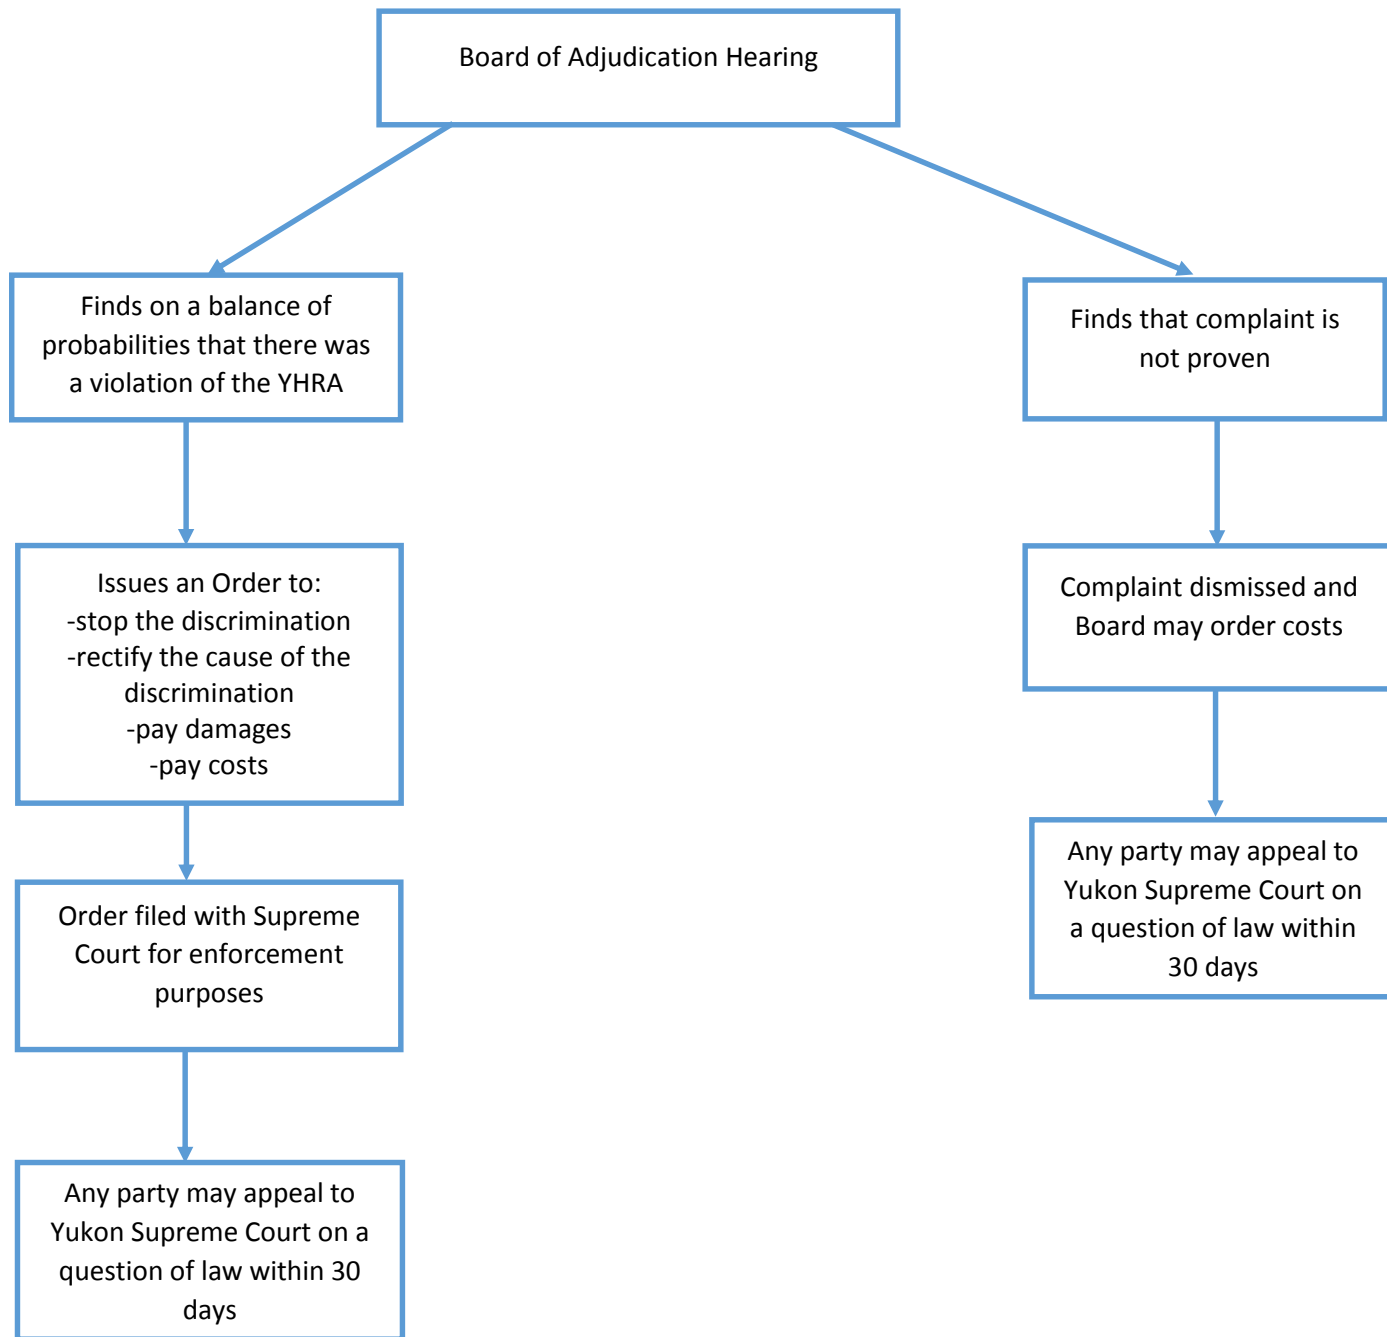 Board of Adjudication Hearing
Finds on a balance of
probabilities that there was
a violation of the YHRA
Issues an Order to:
-stop the discrimination
-rectify the cause of the
discrimination
-pay damages
-pay costs
Order filed with Supreme
Court for enforcement
purposes
Any party may appeal to
Yukon Supreme Court on a
question of law within 30
days
Finds that complaint is
not proven
Complaint dismissed and
Board may order costs
Any party may appeal to
Yukon Supreme Court on
a question of law within
30 days